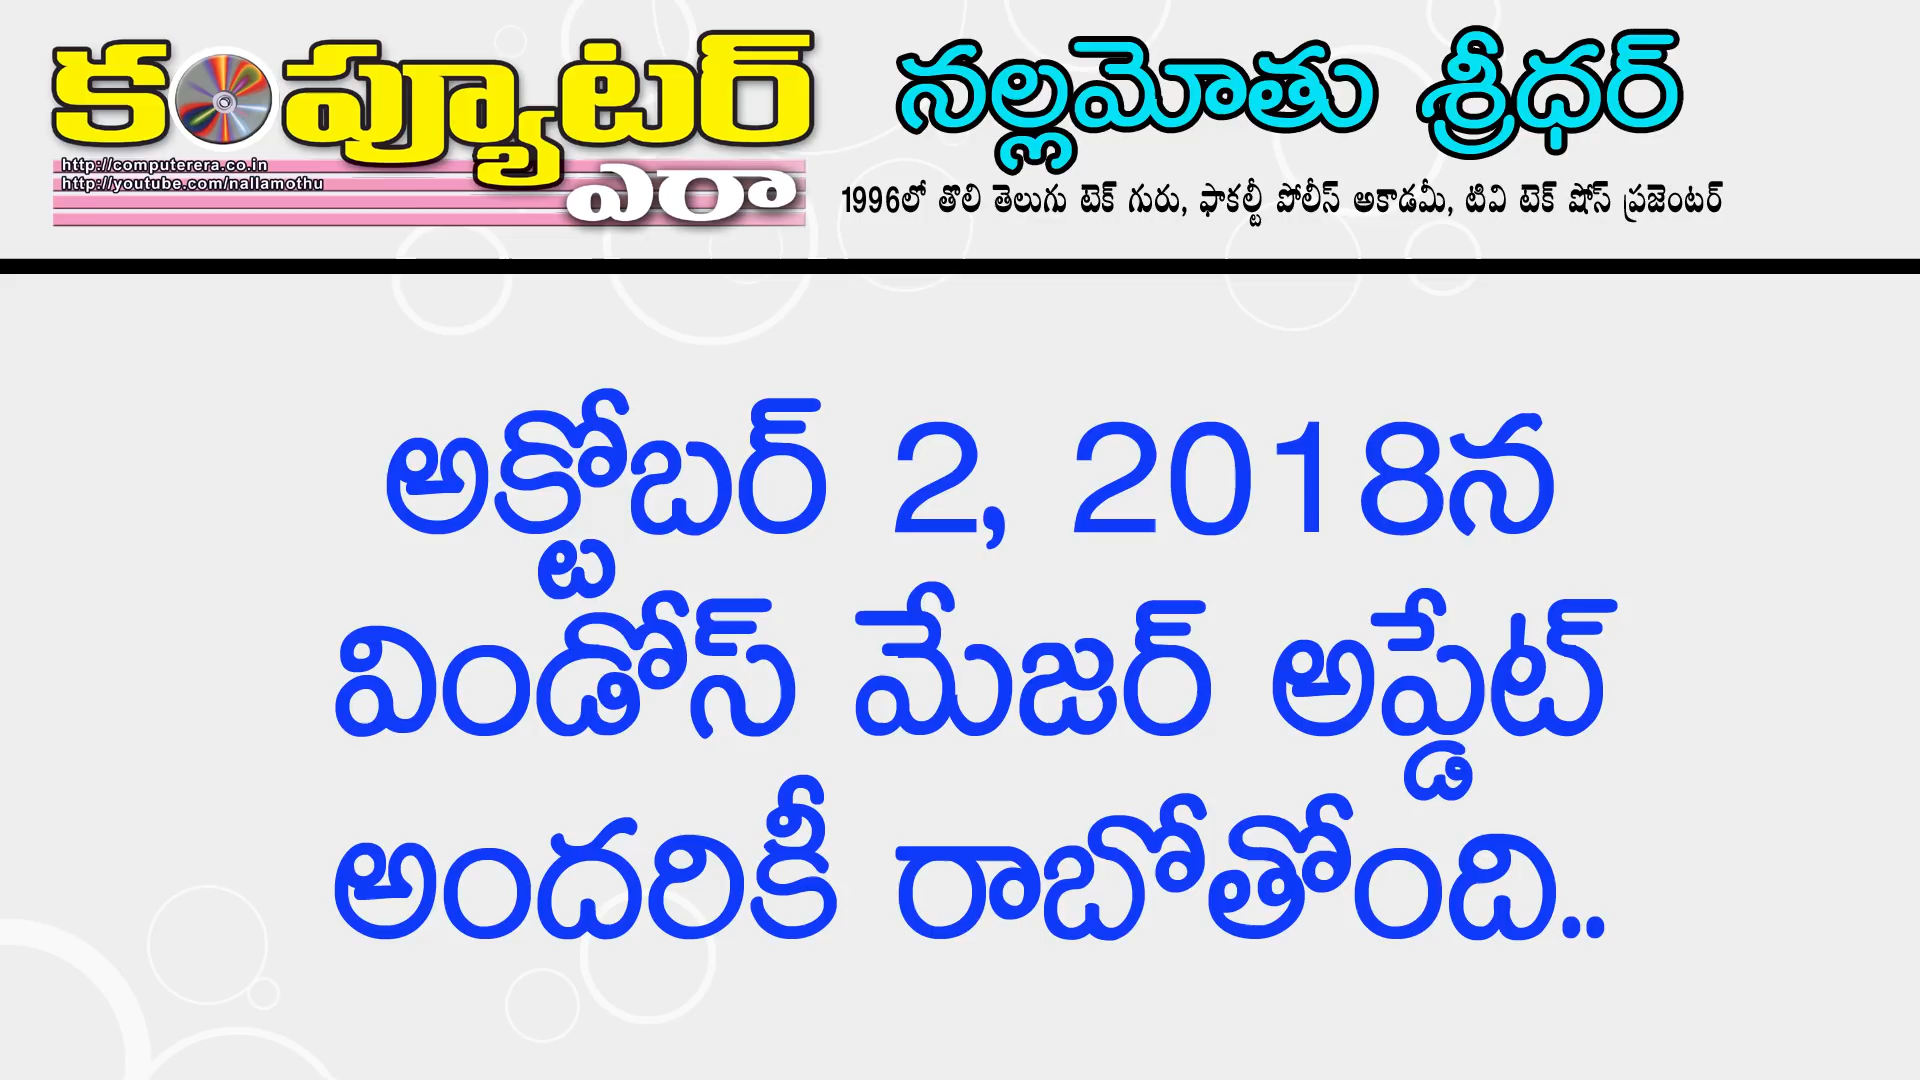 కంప్యూటర్
ఎరా
http://computerera.co.in
http://youtube.com/nallamothu
నల్లమోతు శ్రీధర్
1996లో తొలి తెలుగు టెక్ గురు, ఫాకల్టీ పోలీస్ అకాడమీ, టివి టెక్ షోస్ ప్రజెంటర్
అక్టోబర్ 2, 2018న
విండోస్ మేజర్ అప్డేట్
అందరికీ రాబోతోంది..